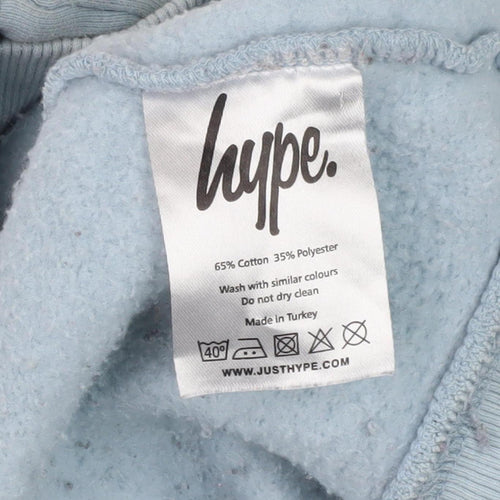 hype.
65% Cotton 35% Polyester
Wash with similar colours
Do not dry clean
Made in Turkey
40°
WWW.JUSTHYPE.COM